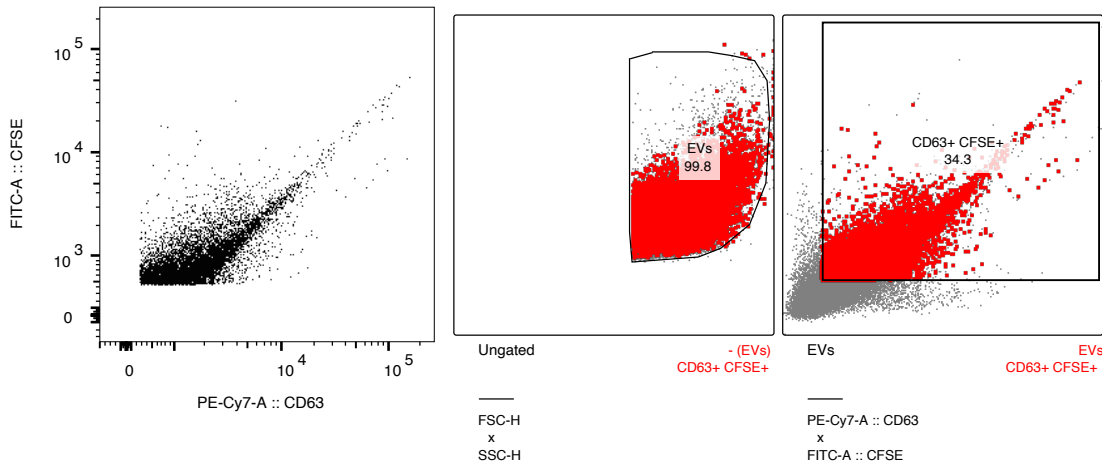 10 5
10 4
10 3
0
FITC-A :: CFSE
0
10 4
10 5
PE-Cy7-A :: CD63
EVs
99.8
Ungated
- (EVs)
CD63+ CFSE+
FSC-H
x
SSC-H
CD63+ CFSE+
34.3
EVs
EVs
CD63+ CFSE+
PE-Cy7-A :: CD63
x
FITC-A :: CFSE